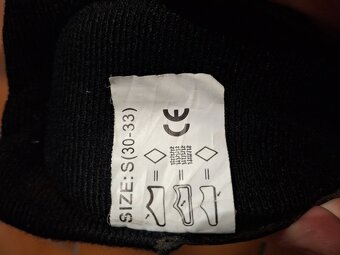 SIZE: S(30-33)
CE
= = =